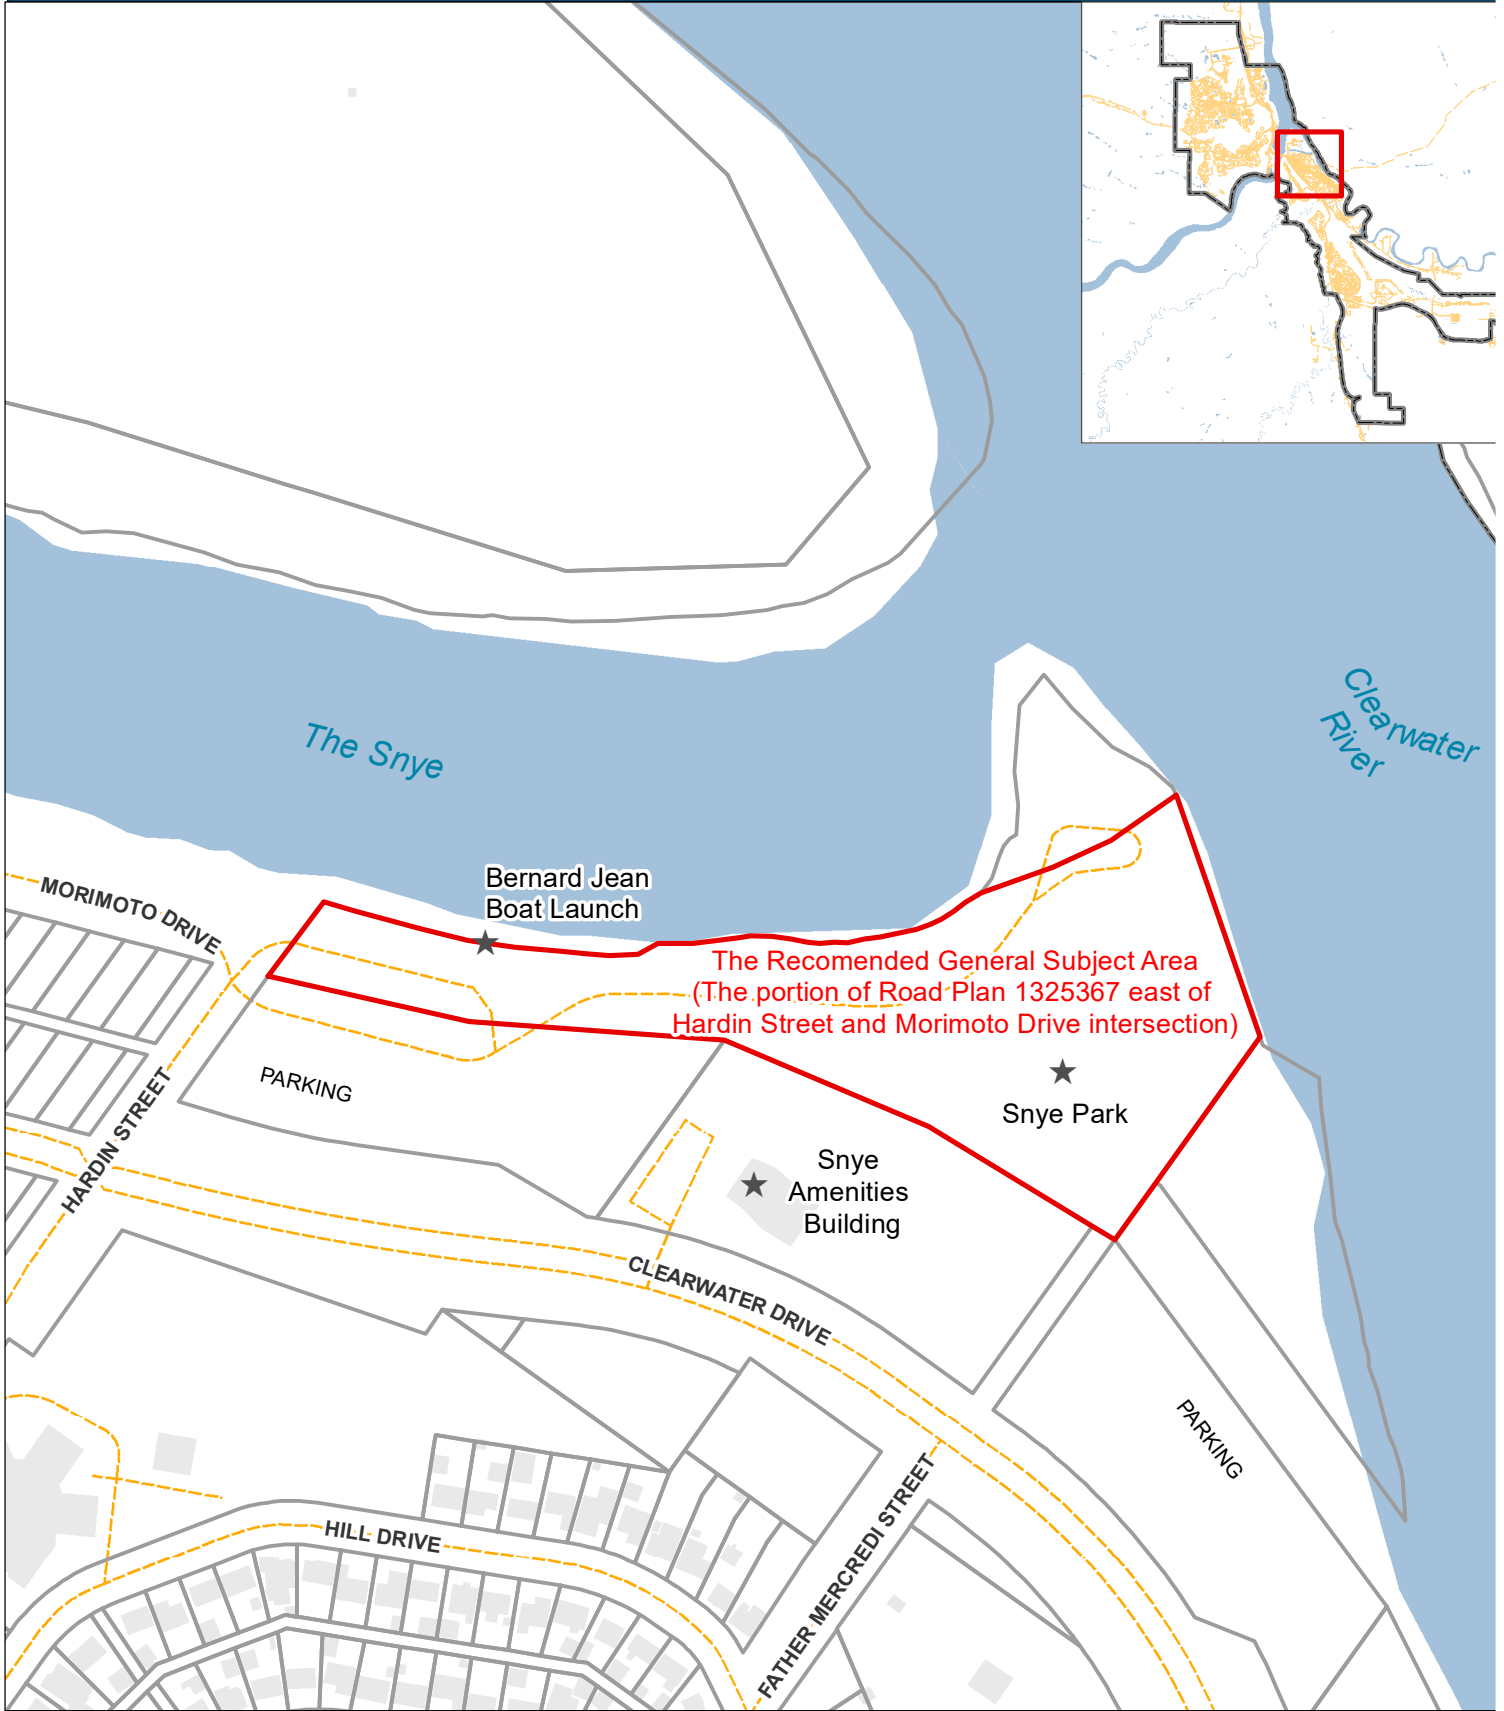 The Snye
Clearwater
River
MORIMOTO DRIVE
Bernard Jean
Boat Launch
The Recomended General Subject Area
(The portion of Road Plan 1325367 east of
Hardin Street and Morimoto Drive intersection)
PARKING
HARDIN STREET
Snye Park
Snye
Amenities
Building
CLEARWATER DRIVE
PARKING
HILL DRIVE
FATHER MERCREDI STREET